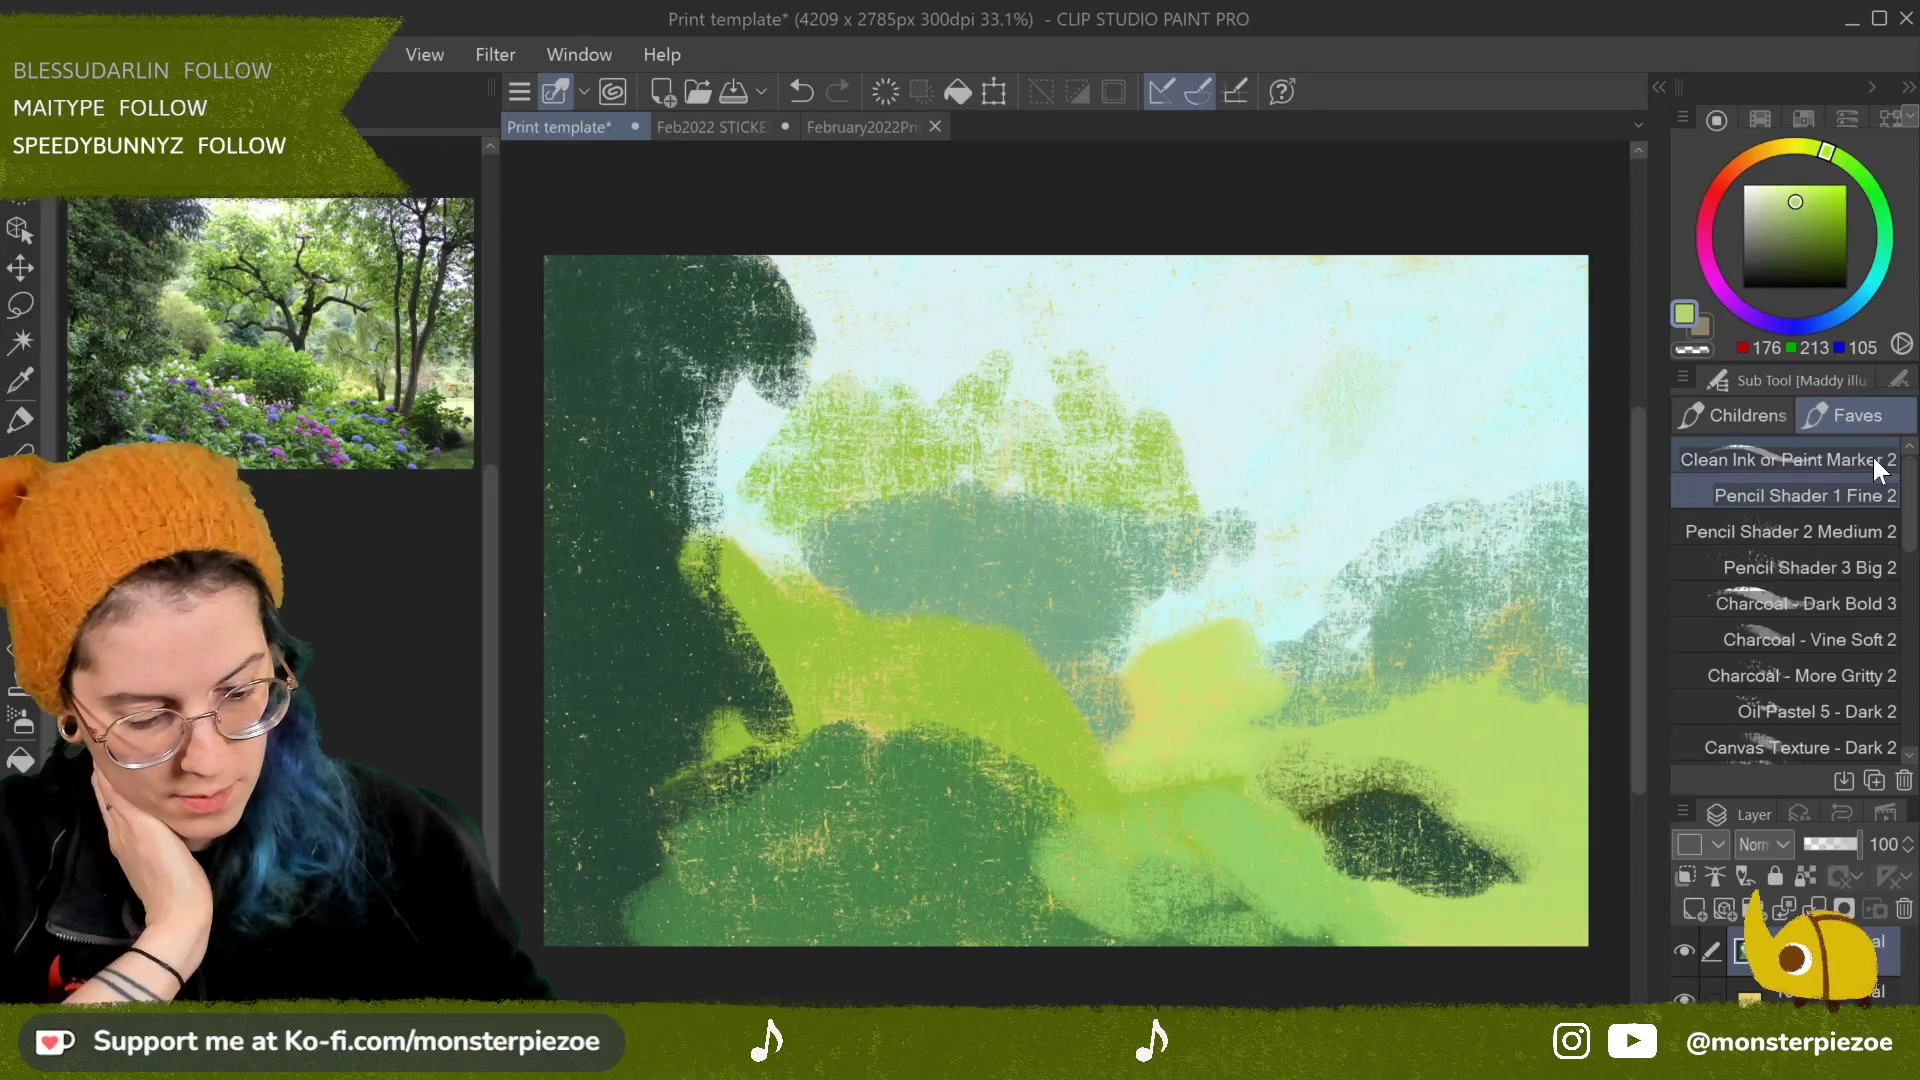 Print template* (4209 x 2785px 300dpi 33.1%) - CLIP STUDIO PAINT PRO
BLESSUDARLIN FOLLOW
MAITYPE FOLLOW
SPEEDYBUNNYZ FOLLOW
View Filter Window Help
Print template* Feb2022 STICKE February2022Pri
176 213 105
Sub Tool [Maddy illu
Childrens Faves
Clean Ink or Paint Marker 2
Pencil Shader 1 Fine 2
Pencil Shader 2 Medium 2
Pencil Shader 3 Big 2
Charcoal - Dark Bold 3
Charcoal - Vine Soft 2
Charcoal - More Gritty 2
Oil Pastel 5 - Dark 2
Canvas Texture - Dark 2
Layer
Norr 100
al
al
Support me at Ko-fi.com/monsterpiezoe
@monsterpiezoe